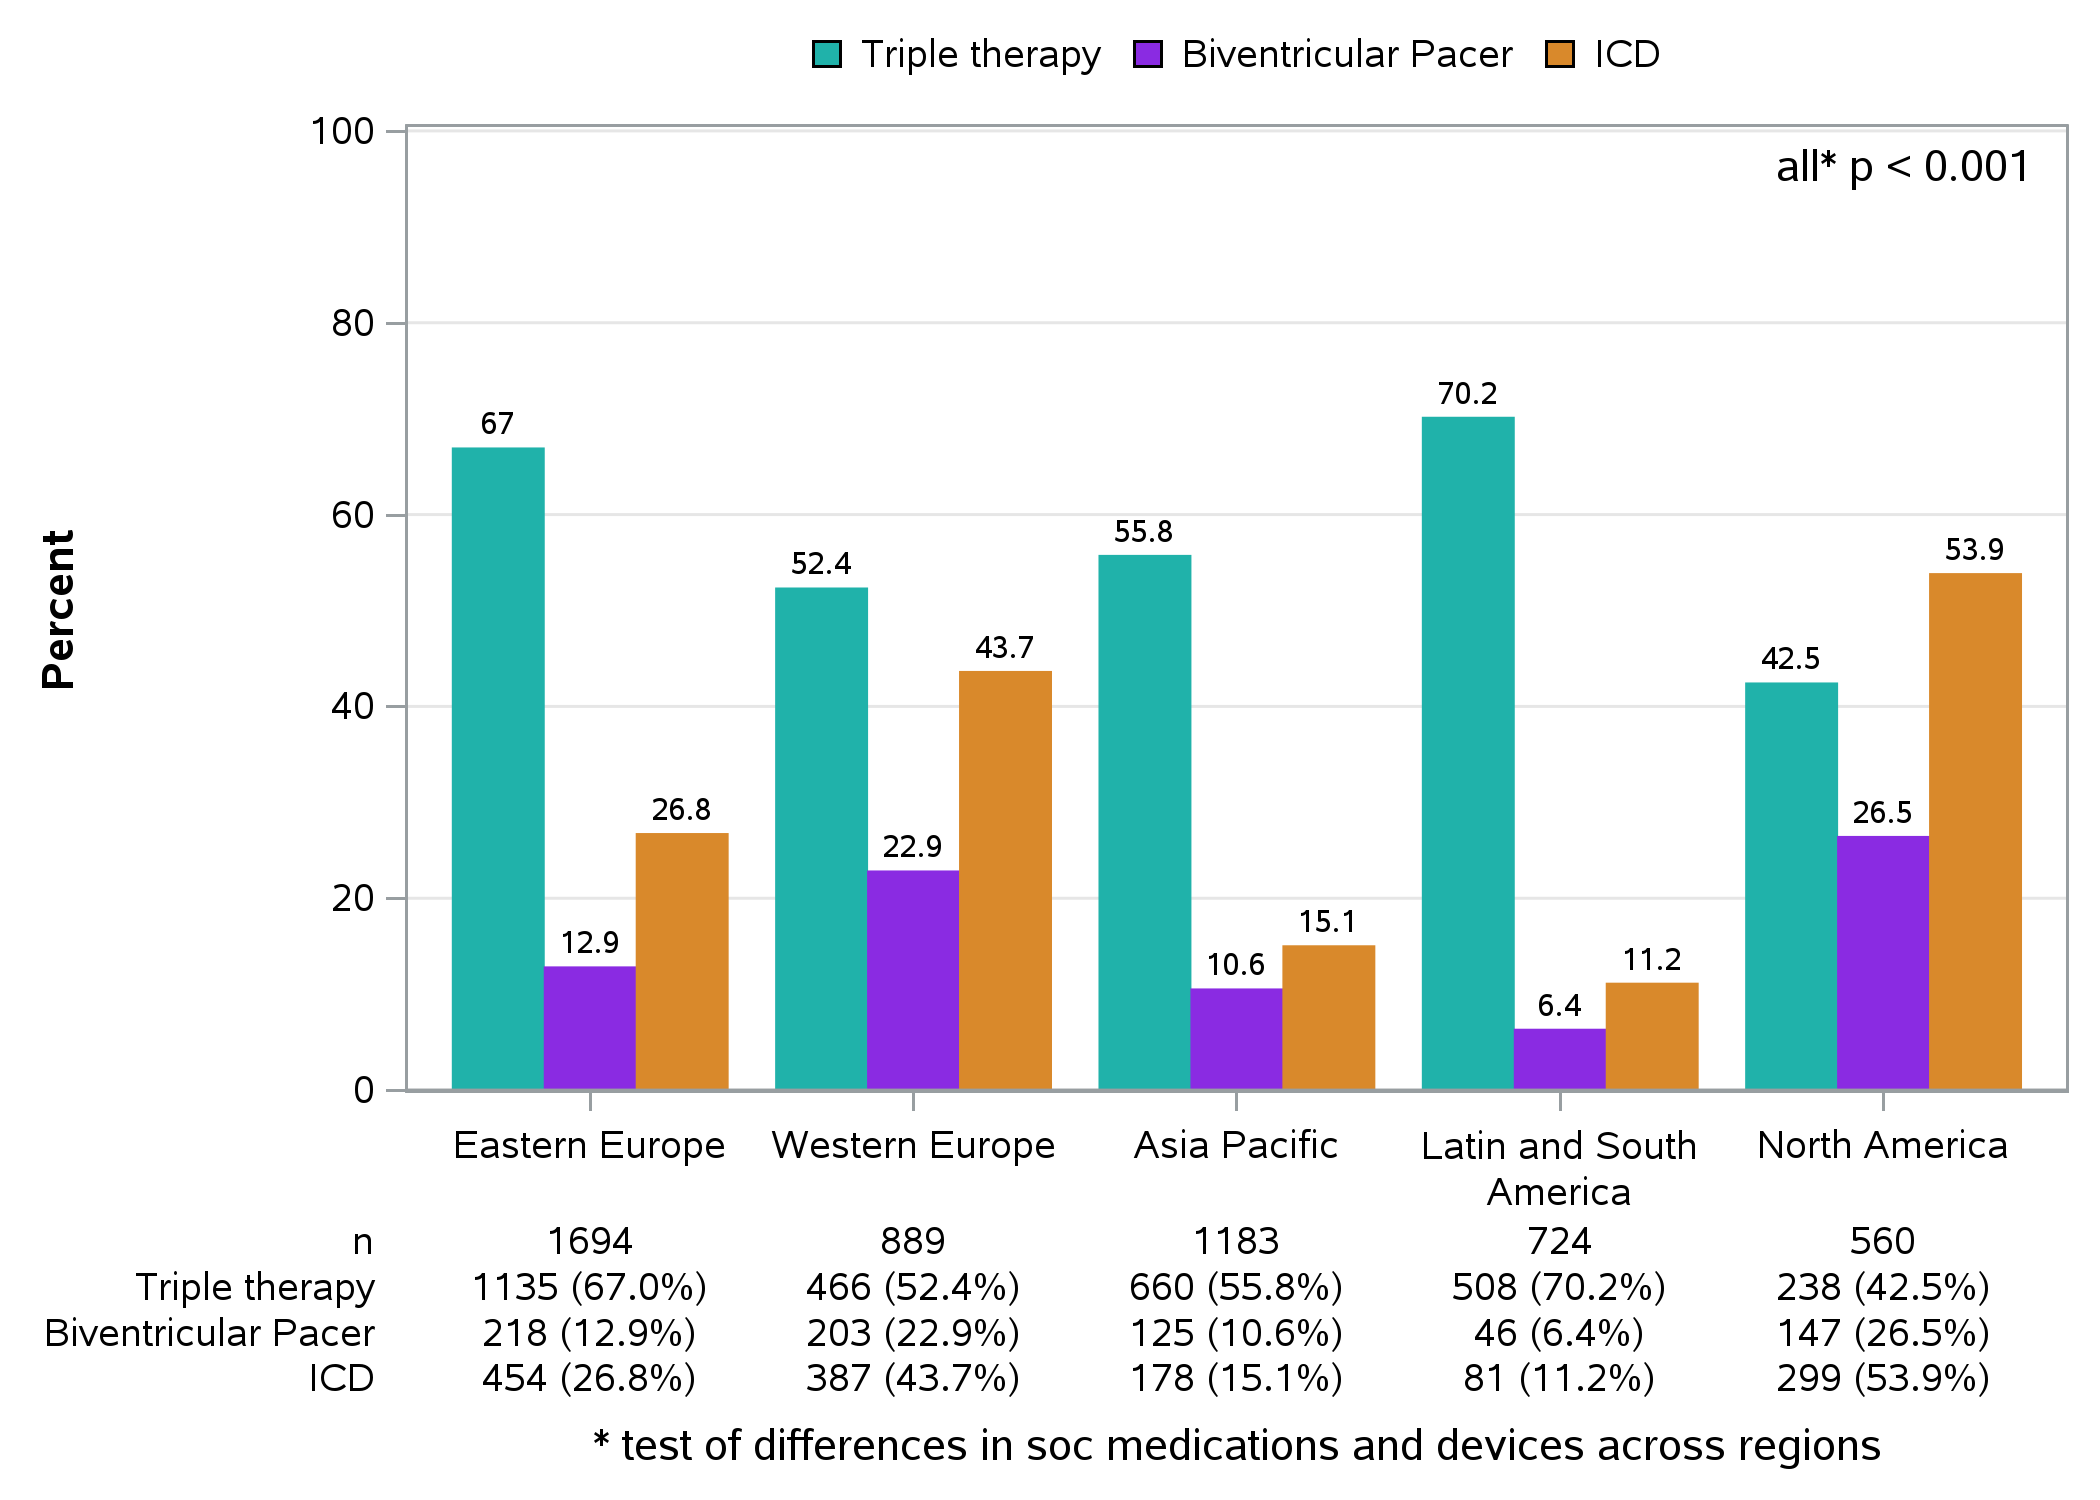 Triple therapy Biventricular Pacer ICD
100
all* p < 0.001
80
70.2
67
60
55.8
53.9
52.4
43.7
42.5
Percent
40
26.8
26.5
22.9
20
15.1
12.9
11.2
10.6
6.4
0
Eastern Europe Western Europe Asia Pacific Latin and South America North America
n 1694 889 1183 724 560
Triple therapy 1135 (67.0%) 466 (52.4%) 660 (55.8%) 508 (70.2%) 238 (42.5%)
Biventricular Pacer 218 (12.9%) 203 (22.9%) 125 (10.6%) 46 (6.4%) 147 (26.5%)
ICD 454 (26.8%) 387 (43.7%) 178 (15.1%) 81 (11.2%) 299 (53.9%)
* test of differences in soc medications and devices across regions